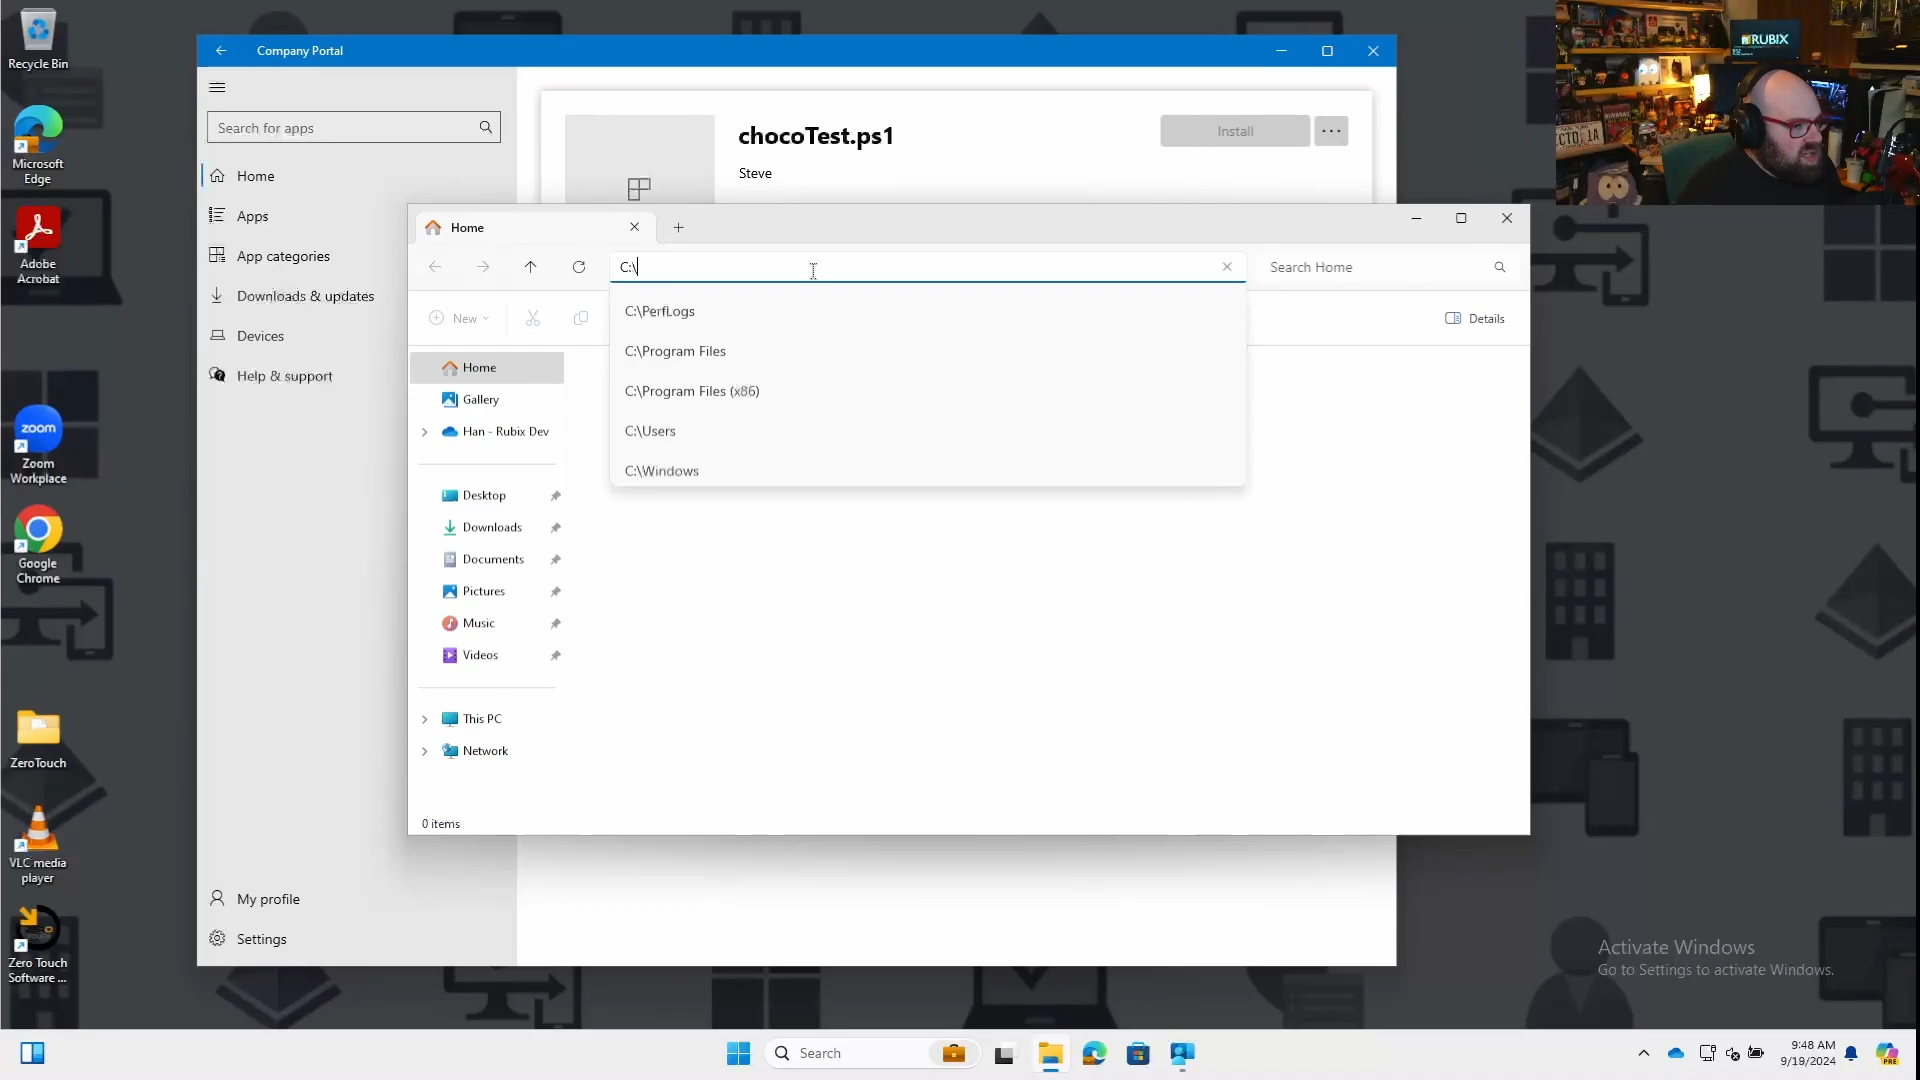 Recycle Bin
Microsoft
Edge
Adobe
Acrobat
zoom
Zoom
Workplace
Google
Chrome
ZeroTouch
VLC media
player
Zero Touch
Software ...
Company Portal
Search for apps
Home
Apps
App categories
Downloads & updates
Devices
Help & support
My profile
Settings
chocoTest.ps1
Steve
Install
Home
C:\
Search Home
New
Details
C:\PerfLogs
C:\Program Files
C:\Program Files (x86)
C:\Users
C:\Windows
Home
Gallery
Han - Rubix Dev
Desktop
Downloads
Documents
Pictures
Music
Videos
This PC
Network
0 items
RUBIX
Activate Windows
Go to Settings to activate Windows.
Search
9:48 AM
9/19/2024
PRE